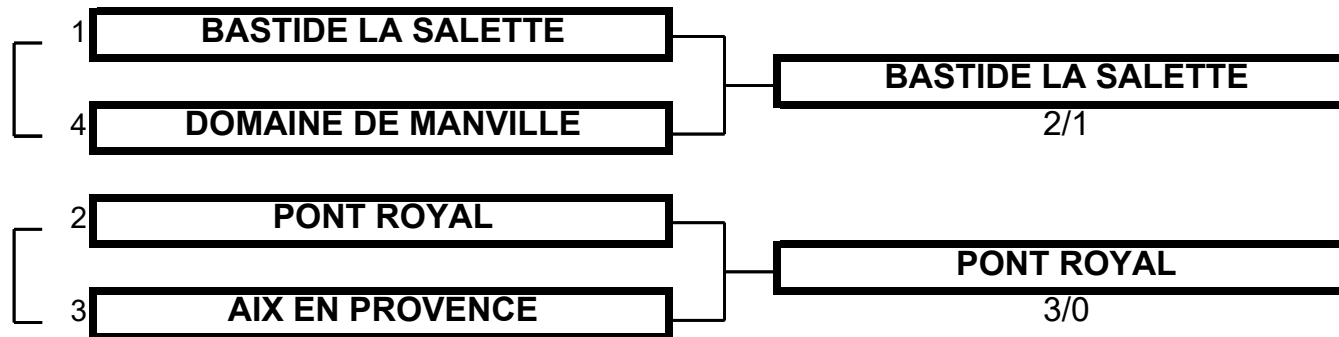 1 BASTIDE LA SALETTE
BASTIDE LA SALETTE
4 DOMAINE DE MANVILLE
2/1
2 PONT ROYAL
PONT ROYAL
3 AIX EN PROVENCE
3/0